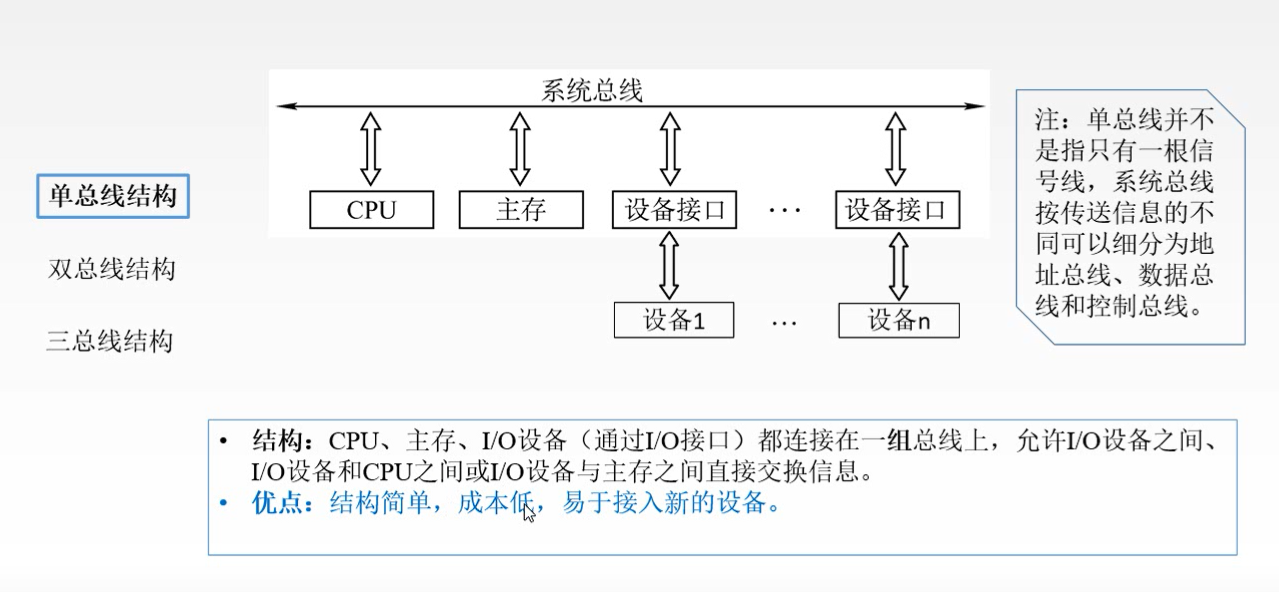 系统总线
CPU
主存
设备接口
...
设备接口
设备1
...
设备n
单总线结构
双总线结构
三总线结构
注：单总线并不
是指只有一根信
号线，系统总线
按传送信息的不
同可以细分为地
址总线、数据总
线和控制总线。
• 结构：CPU、主存、I/O设备（通过I/O接口）都连接在一组总线上，允许I/O设备之间、
I/O设备和CPU之间或I/O设备与主存之间直接交换信息。
• 优点：结构简单，成本低，易于接入新的设备。